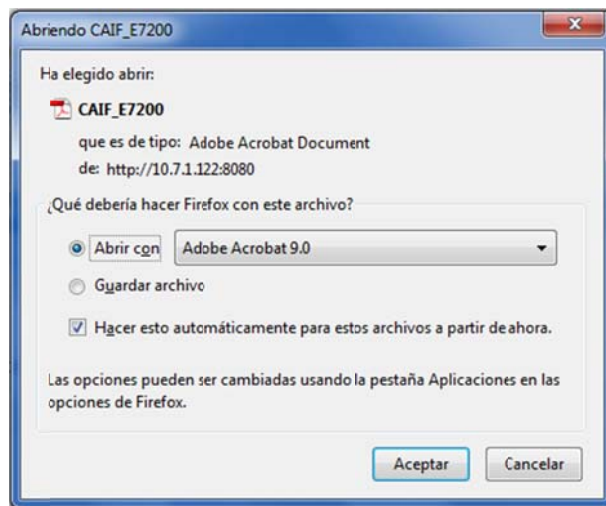 Abriendo CAIF_E7200
Ha elegido abrir:
CAIF_E7200
que es de tipo: Adobe Acrobat Document
de: http://10.7.1.122:8080
¿Qué debería hacer Firefox con este archivo?
Abrir con Adobe Acrobat 9.0
Guardar archivo
Hacer esto automáticamente para estos archivos a partir de ahora.
Las opciones pueden ser cambiadas usando la pestaña Aplicaciones en las
opciones de Firefox.
Aceptar Cancelar